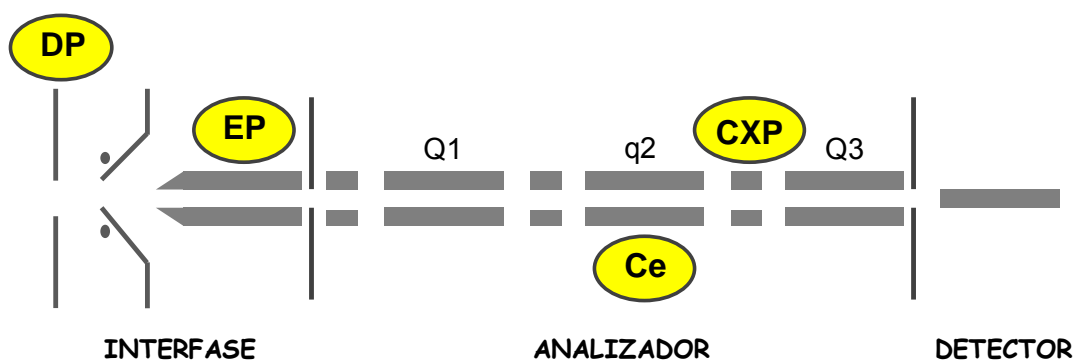 DP
EP
CXP
Q1
q2
Q3
Ce
INTERFASE
ANALIZADOR
DETECTOR